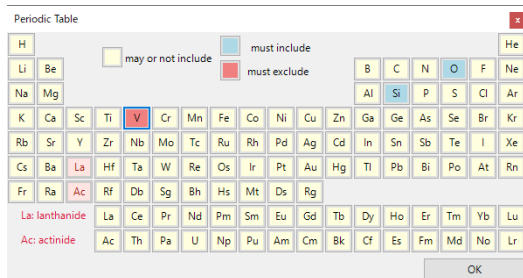 Periodic Table x
H may or not include must include He
must exclude
Li Be B C N O F Ne
Na Mg Al Si P S Cl Ar
K Ca Sc Ti V Cr Mn Fe Co Ni Cu Zn Ga Ge As Se Br Kr
Rb Sr Y Zr Nb Mo Tc Ru Rh Pd Ag Cd In Sn Sb Te I Xe
Cs Ba La Hf Ta W Re Os Ir Pt Au Hg Tl Pb Bi Po At Rn
Fr Ra Ac Rf Db Sg Bh Hs Mt Ds Rg
La: lanthanide La Ce Pr Nd Pm Sm Eu Gd Tb Dy Ho Er Tm Yb Lu
Ac: actinide Ac Th Pa U Np Pu Am Cm Bk Cf Es Fm Md No Lr
OK